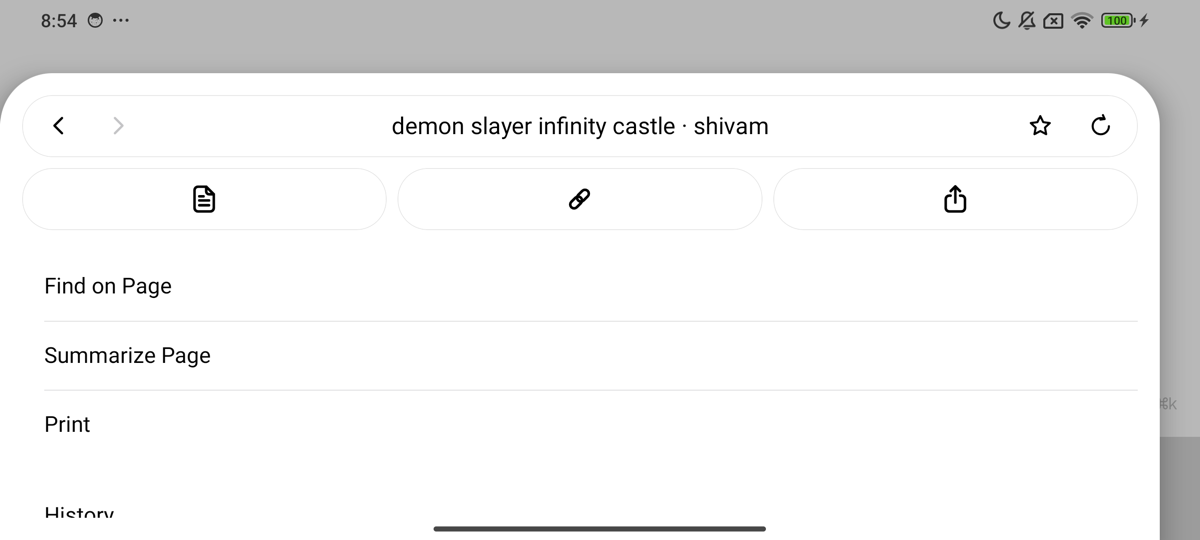 8:54
100
demon slayer infinity castle · shivam
Find on Page
Summarize Page
Print
⌘k
History